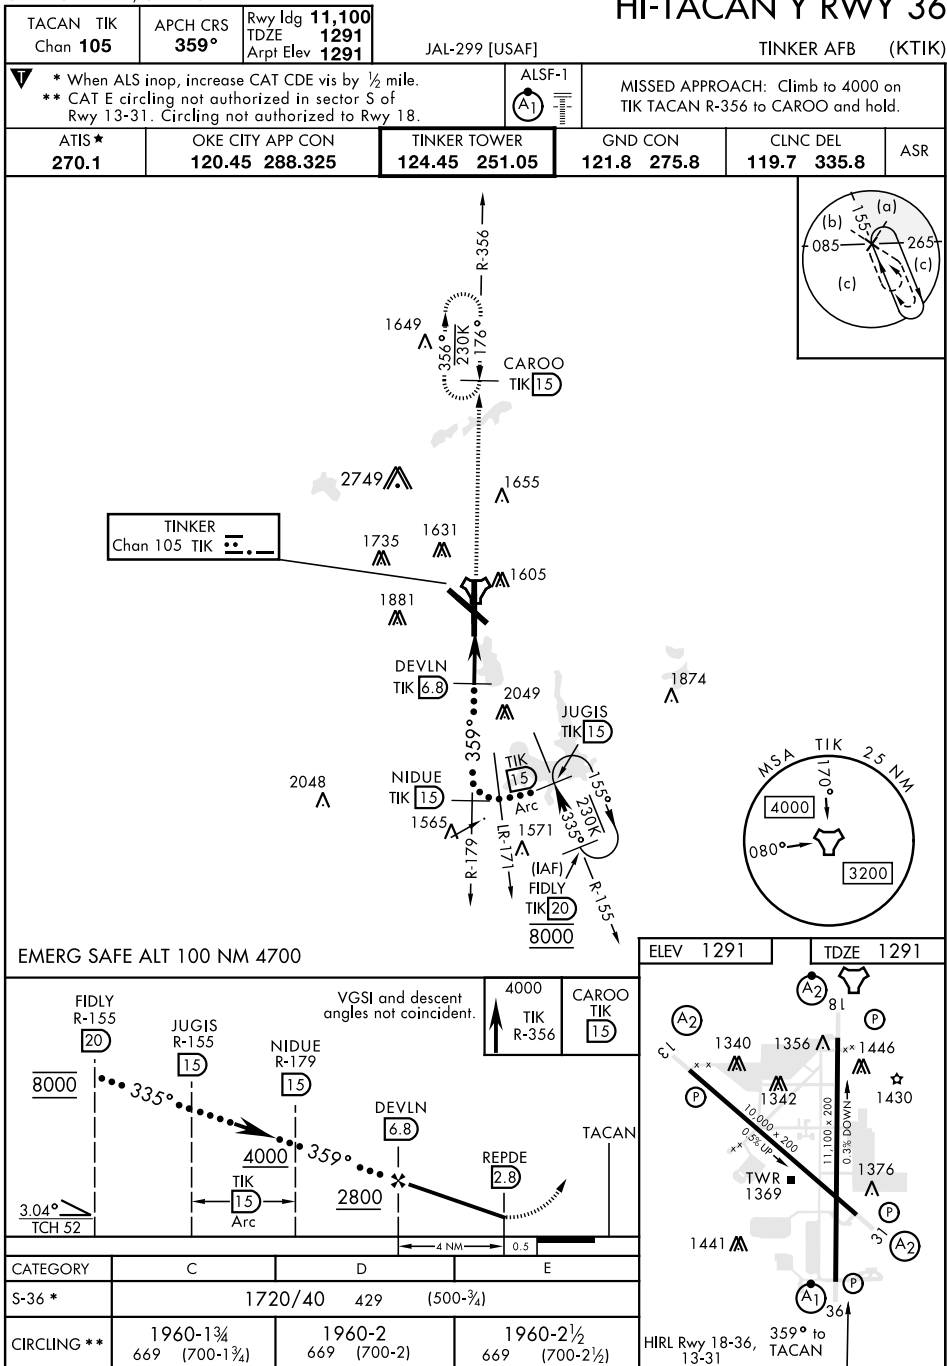 HI-TACAN Y RWY 36
TACAN TIK
Chan 105
APCH CRS
359°
Rwy ldg 11,100
TDZE 1291
Arpt Elev 1291
JAL-299 [USAF]
TINKER AFB (KTIK)
T
* When ALS inop, increase CAT CDE vis by ½ mile.
** CAT E circling not authorized in sector S of
Rwy 13-31. Circling not authorized to Rwy 18.
ALSF-1
A1
MISSED APPROACH: Climb to 4000 on
TIK TACAN R-356 to CAROO and hold.
ATIS★
270.1
OKE CITY APP CON
120.45 288.325
TINKER TOWER
124.45 251.05
GND CON
121.8 275.8
CLNC DEL
119.7 335.8
ASR
155
(a)
(b)
085
265
(c)
(c)
R-356
1649
356°
230K
176°
CAROO
TIK 15
2749
1655
TINKER
Chan 105 TIK
1735
1631
1605
1881
DEVLN
TIK 6.8
2049
1874
JUGIS
TIK 15
359°
TIK
15
Arc
155°
230K
335°
2048
NIDUE
TIK 15
1565
1571
R-179
LR-171
(IAF)
FIDLY
TIK 20
8000
R-155
MSA TIK 25 NM
170°
4000
080°
3200
EMERG SAFE ALT 100 NM 4700
ELEV 1291
TDZE 1291
FIDLY
R-155
20
8000
335°
JUGIS
R-155
15
NIDUE
R-179
15
4000
359°
TIK
15
Arc
VGSI and descent
angles not coincident.
4000
TIK
R-356
CAROO
TIK
15
DEVLN
6.8
2800
REPDE
2.8
TACAN
3.04°
TCH 52
4 NM
0.5
A2
18
P
A2
13
1340
1356
1446
1342
1430
P
10,000 × 200
0.5% UP
11,100 × 200
0.3% DOWN
TWR
1369
1376
P
31
A2
1441
P
A1
36
HIRL Rwy 18-36,
13-31
359° to
TACAN
CATEGORY C D E
S-36 * 1720/40 429 (500-¾)
CIRCLING ** 1960-1¾ 669 (700-1¾) 1960-2 669 (700-2) 1960-2½ 669 (700-2½)